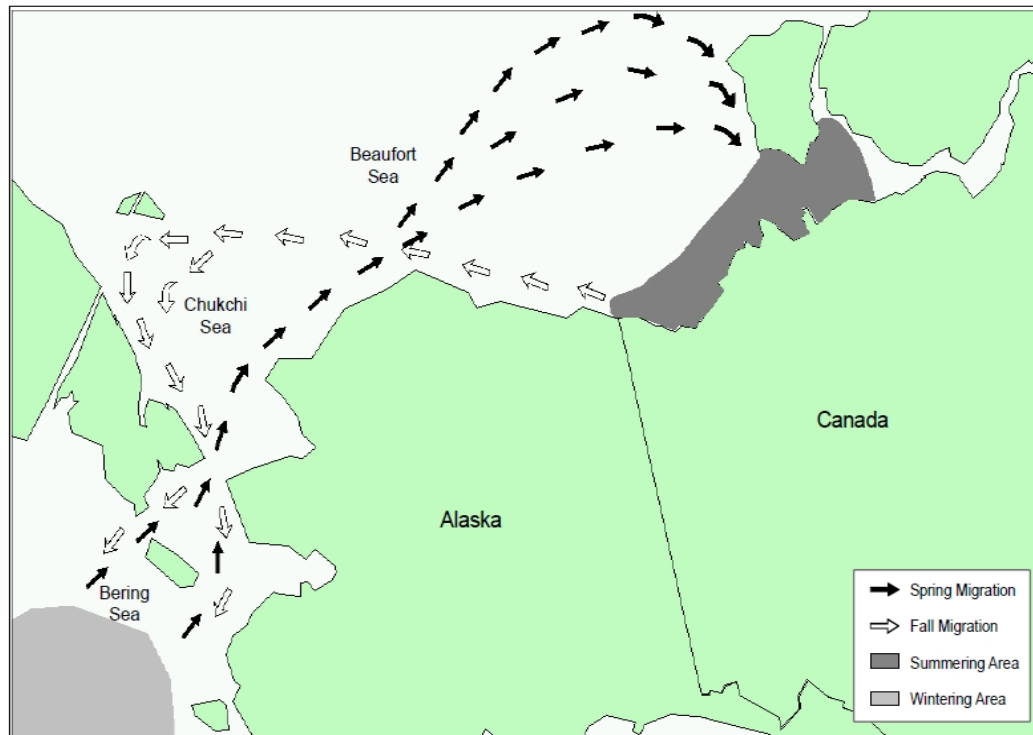 Beaufort
Sea
Chukchi
Sea
Canada
Alaska
Bering
Sea
Spring Migration
Fall Migration
Summering Area
Wintering Area